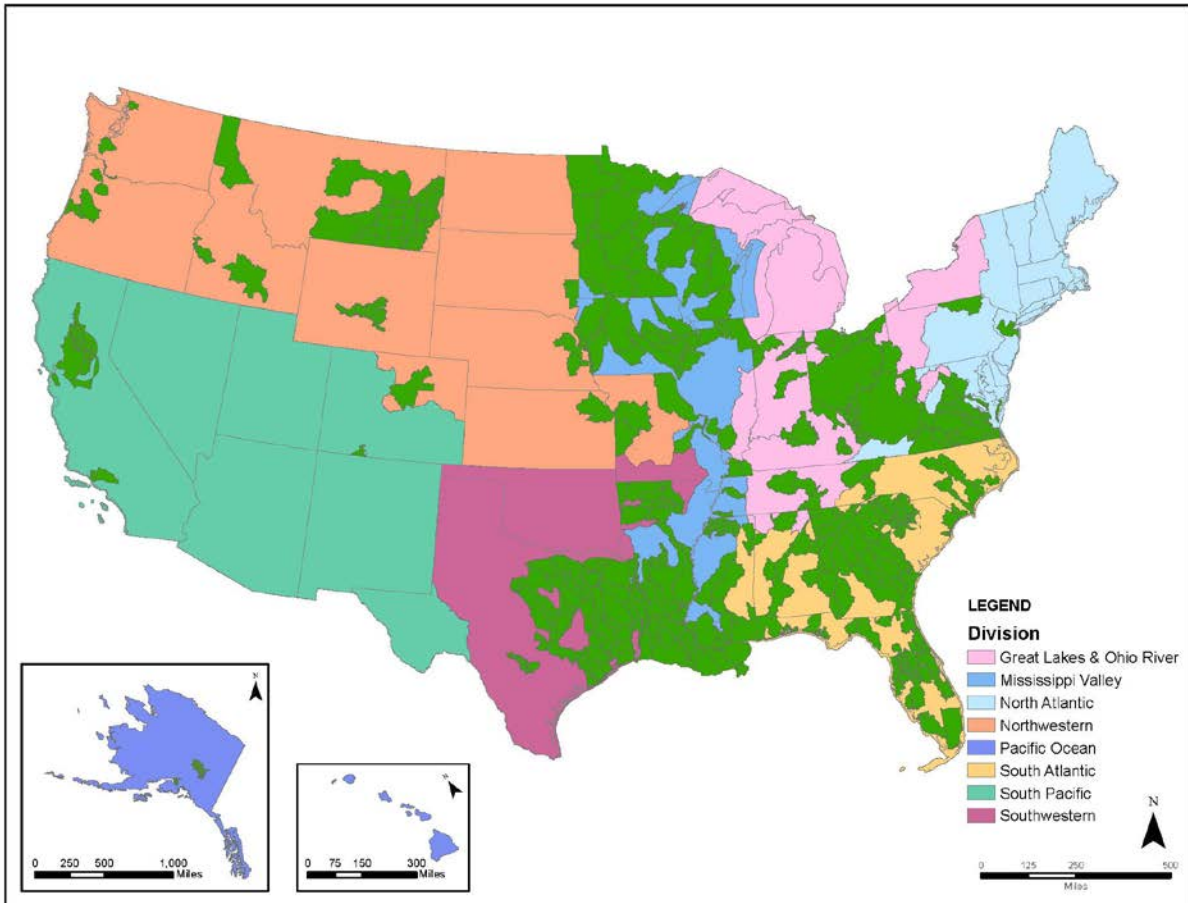 LEGEND
Division
Great Lakes & Ohio River
Mississippi Valley
North Atlantic
Northwestern
Pacific Ocean
South Atlantic
South Pacific
Southwestern
N
0 125 250 500
Miles
N
0 250 500 1,000
Miles
N
0 75 150 300
Miles